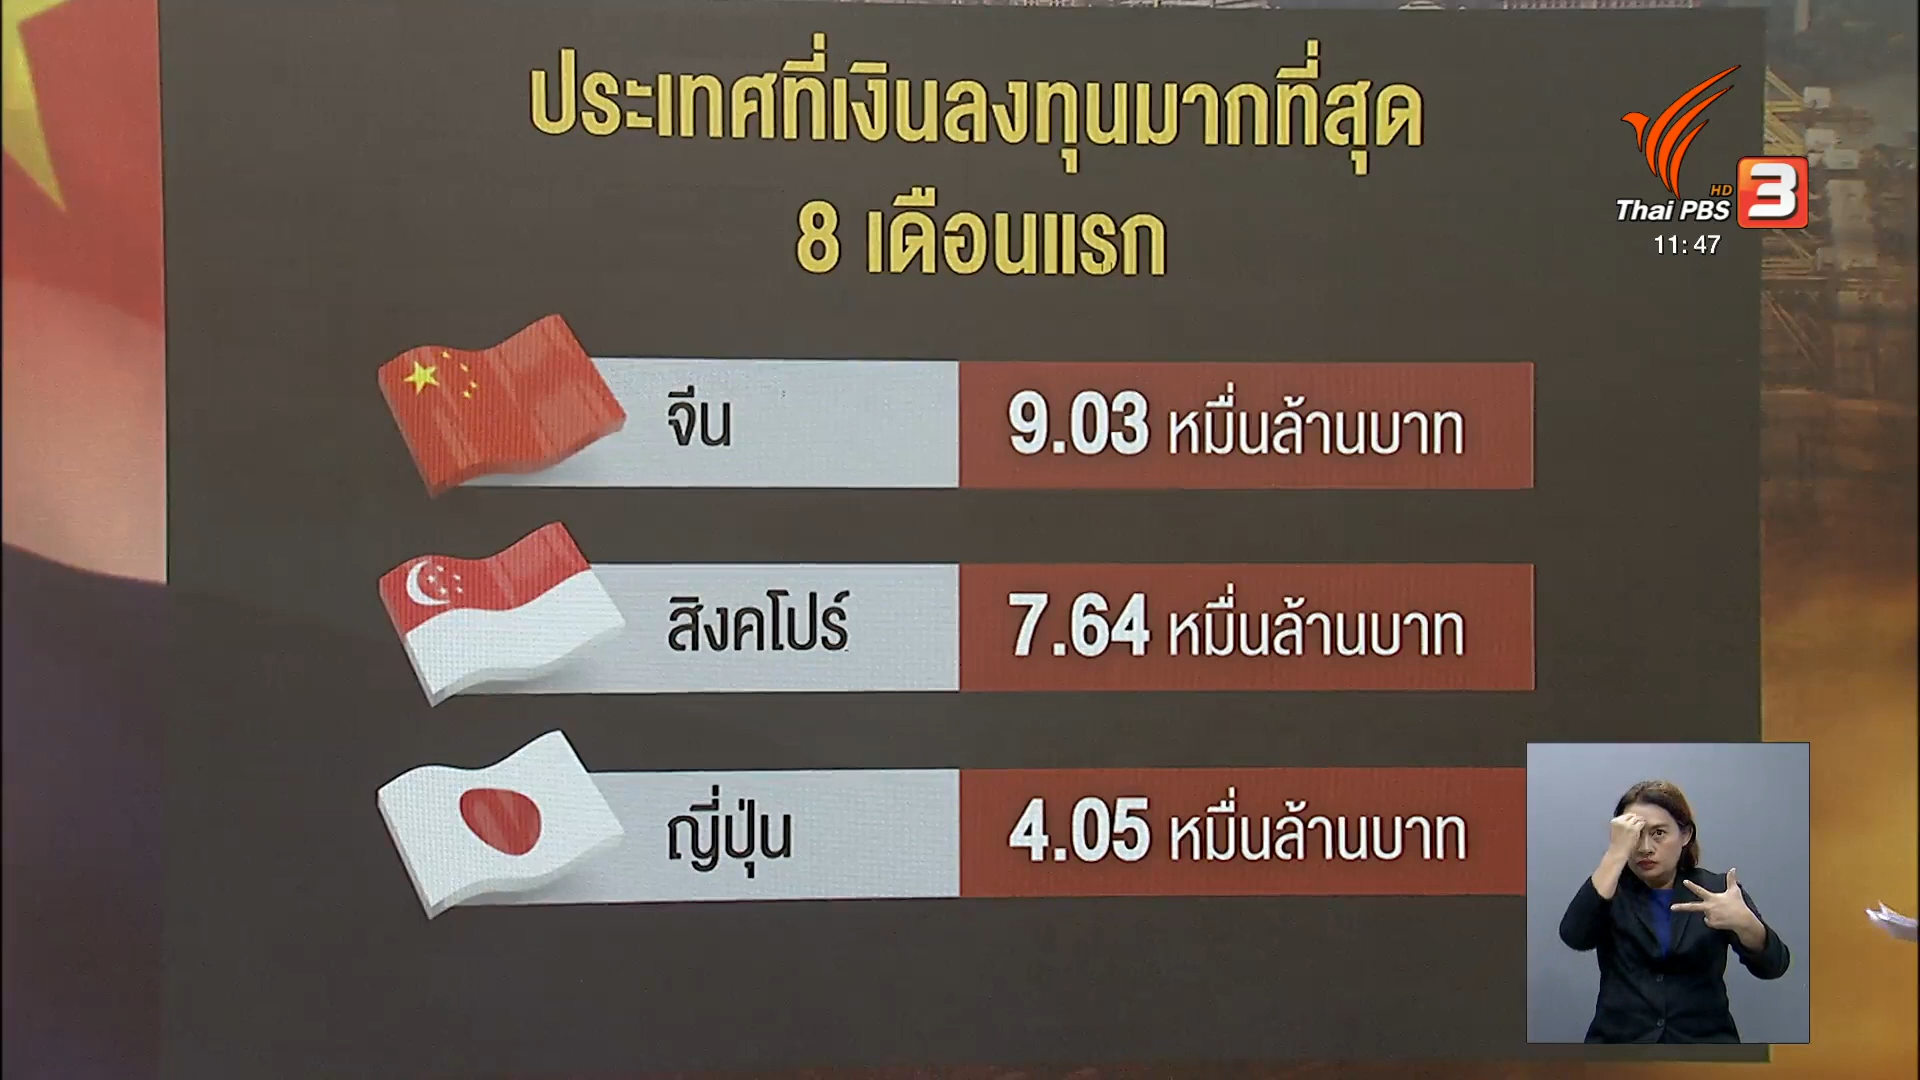 ประเทศที่เงินลงทุนมากที่สุด
8 เดือนแรก
Thai PBS HD 3
11:47
จีน 9.03 หมื่นล้านบาท
สิงคโปร์ 7.64 หมื่นล้านบาท
ญี่ปุ่น 4.05 หมื่นล้านบาท